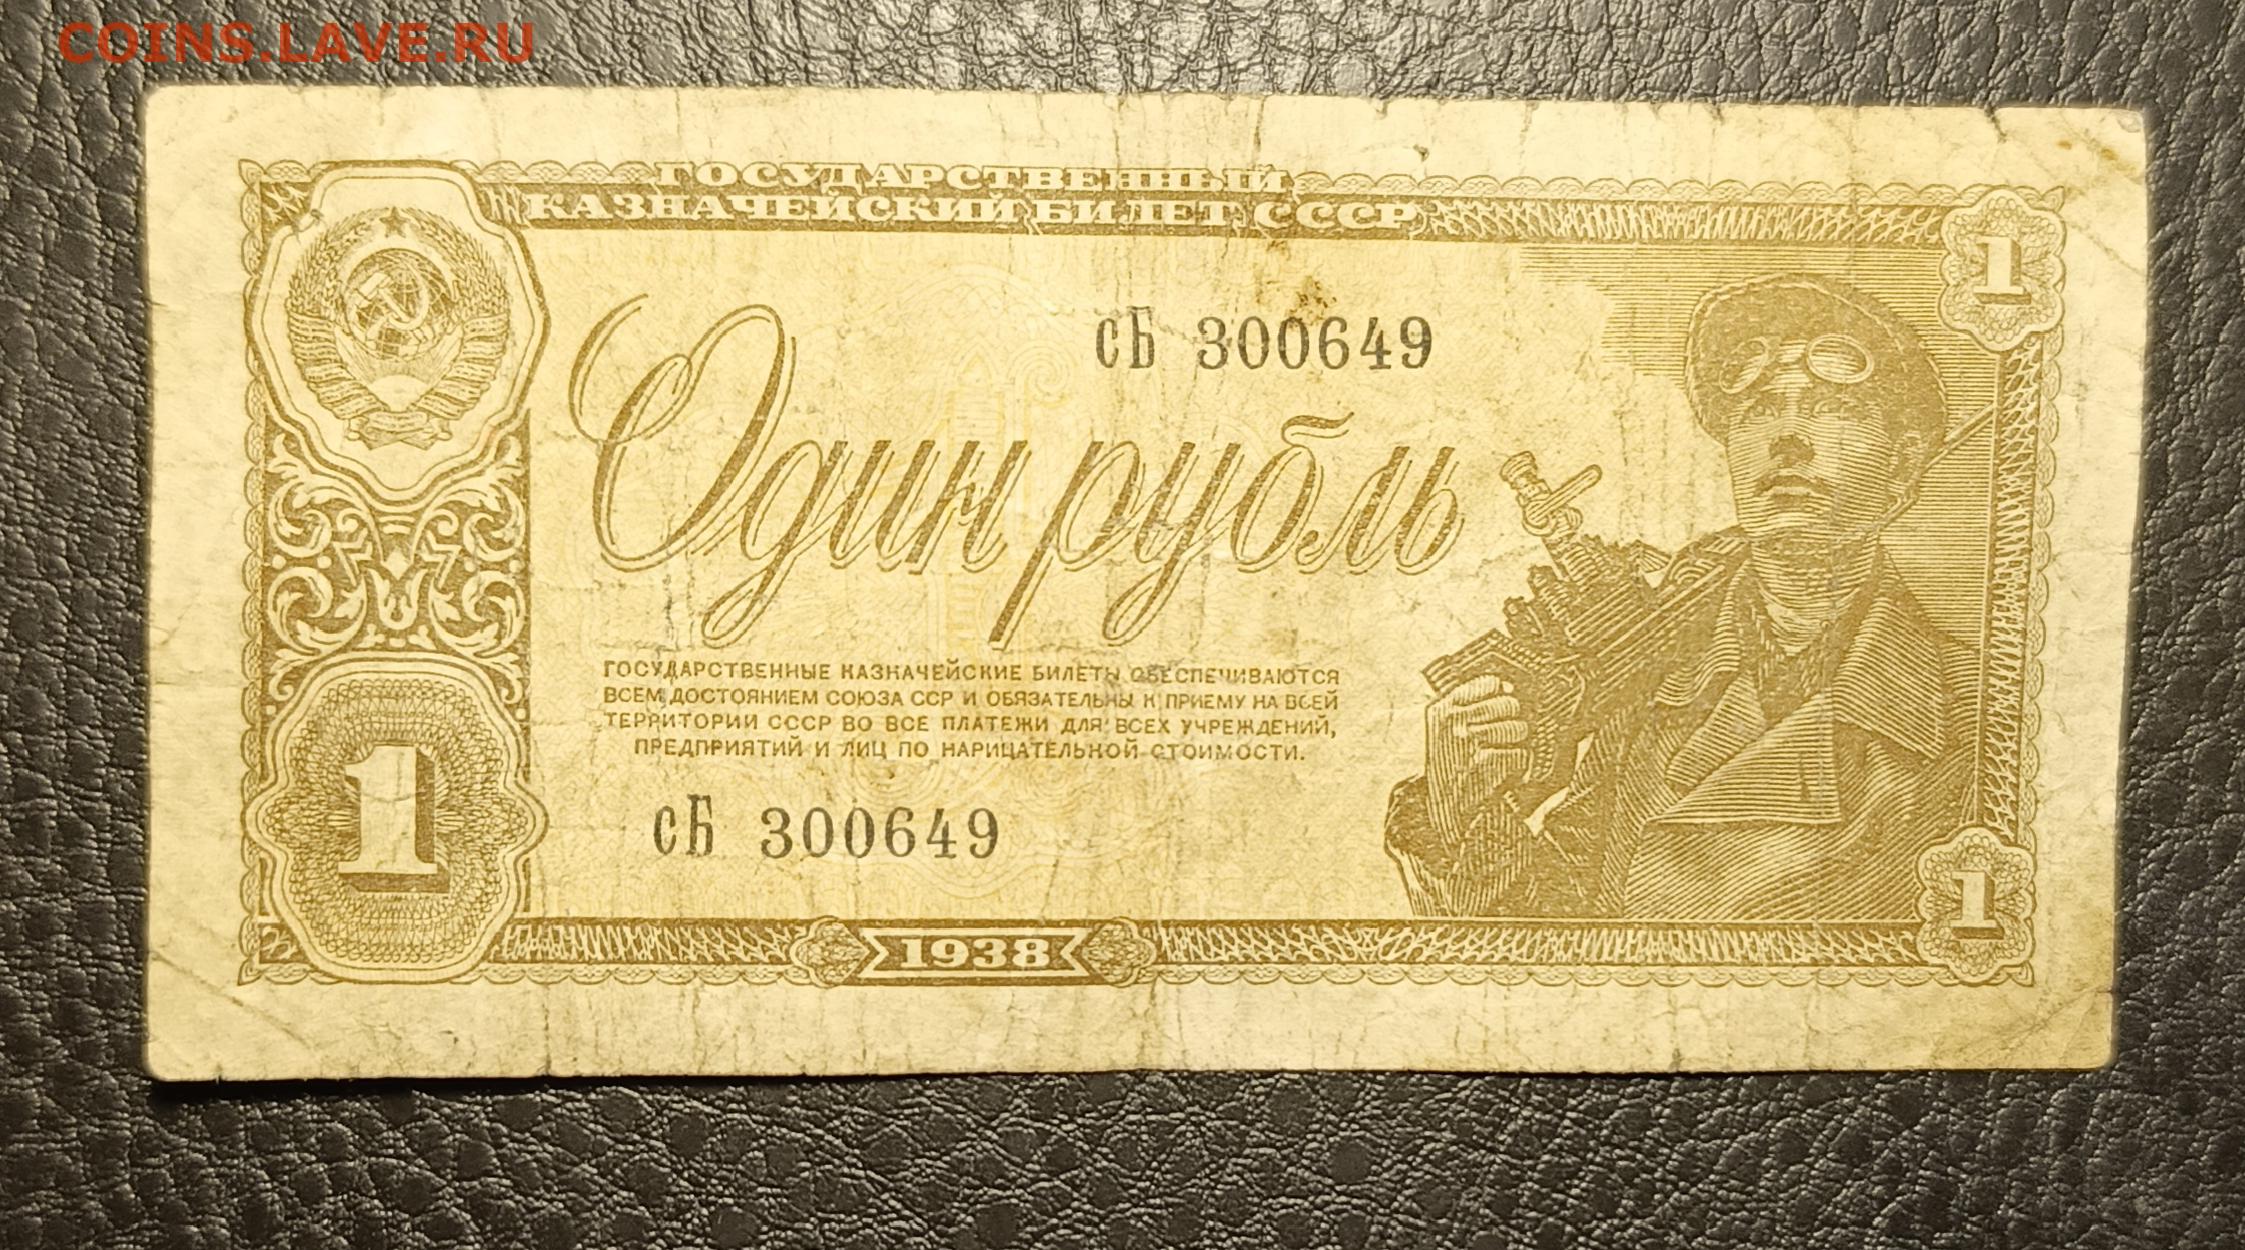 COINS.LAVE.RU
ГОСУДАРСТВЕННЫЙ
КАЗНАЧЕЙСКИЙ БИЛЕТ СССР
1
сБ 300649
Один рубль
ГОСУДАРСТВЕННЫЕ КАЗНАЧЕЙСКИЕ БИЛЕТЫ ОБЕСПЕЧИВАЮТСЯ
ВСЕМ ДОСТОЯНИЕМ СОЮЗА ССР И ОБЯЗАТЕЛЬНЫ К ПРИЕМУ НА ВСЕЙ
ТЕРРИТОРИИ СССР ВО ВСЕ ПЛАТЕЖИ ДЛЯ ВСЕХ УЧРЕЖДЕНИЙ,
ПРЕДПРИЯТИЙ И ЛИЦ ПО НАРИЦАТЕЛЬНОЙ СТОИМОСТИ.
1
сБ 300649
1
1938